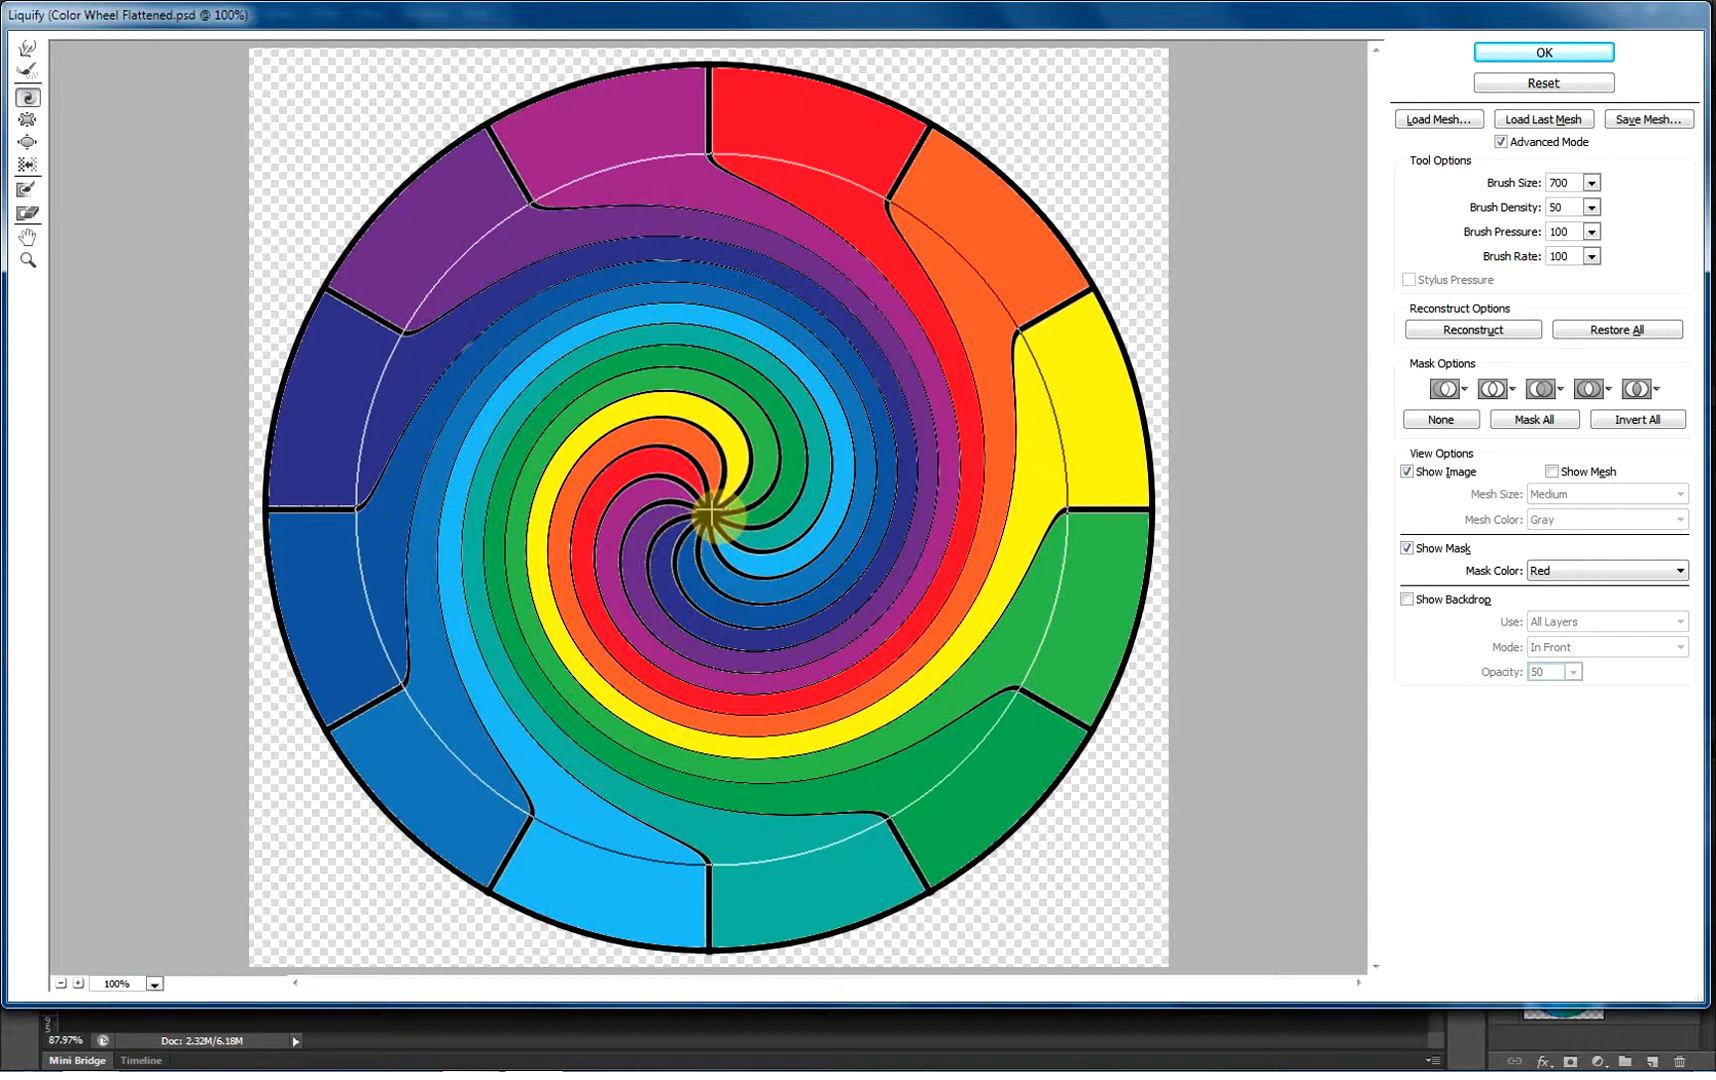 Liquify (Color Wheel Flattened.psd @ 100%)
OK
Reset
Load Mesh...
Load Last Mesh
Save Mesh...
Advanced Mode
Tool Options
Brush Size: 700
Brush Density: 50
Brush Pressure: 100
Brush Rate: 100
Stylus Pressure
Reconstruct Options
Reconstruct
Restore All
Mask Options
None
Mask All
Invert All
View Options
Show Image
Show Mesh
Mesh Size: Medium
Mesh Color: Gray
Show Mask
Mask Color: Red
Show Backdrop
Use: All Layers
Mode: In Front
Opacity: 50
100%
9
5
87.97%
Doc: 2.32M/6.18M
Mini Bridge
Timeline
fx